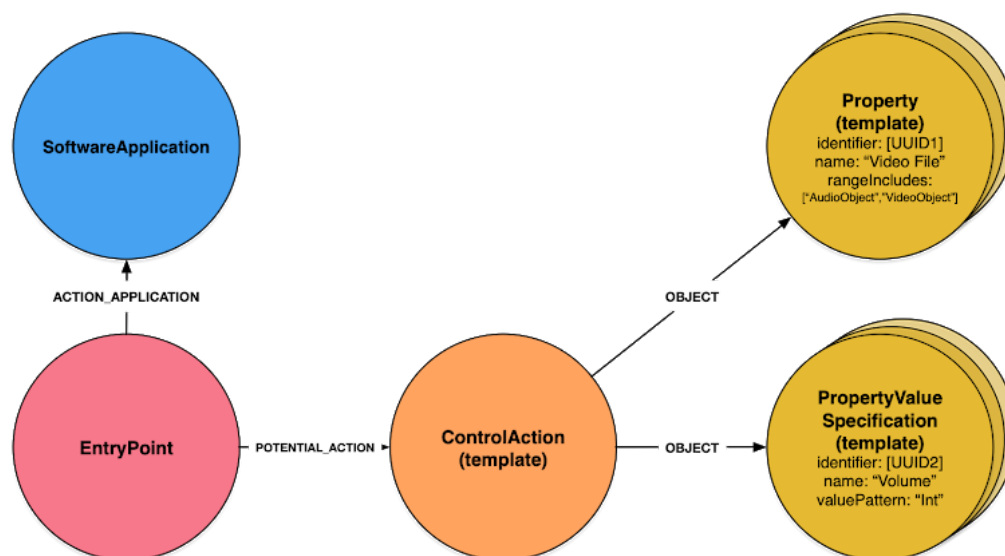 SoftwareApplication
Property
(template)
identifier: [UUID1]
name: “Video File”
rangeIncludes:
[“AudioObject”,”VideoObject”]
ACTION_APPLICATION
OBJECT
EntryPoint
POTENTIAL_ACTION
ControlAction
(template)
OBJECT
PropertyValue
Specification
(template)
identifier: [UUID2]
name: “Volume”
valuePattern: “Int”